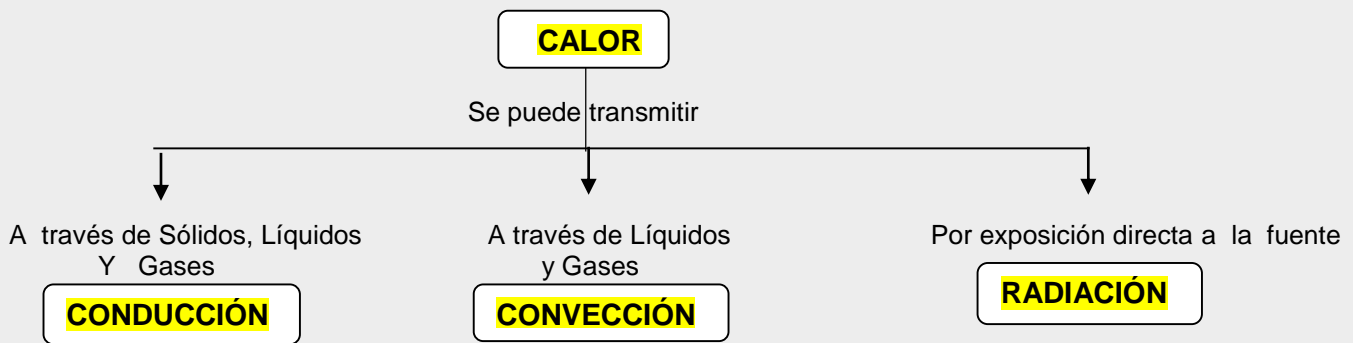 CALOR
Se puede transmitir
A través de Sólidos, Líquidos
Y Gases
CONDUCCIÓN
A través de Líquidos
y Gases
CONVECCIÓN
Por exposición directa a la fuente
RADIACIÓN